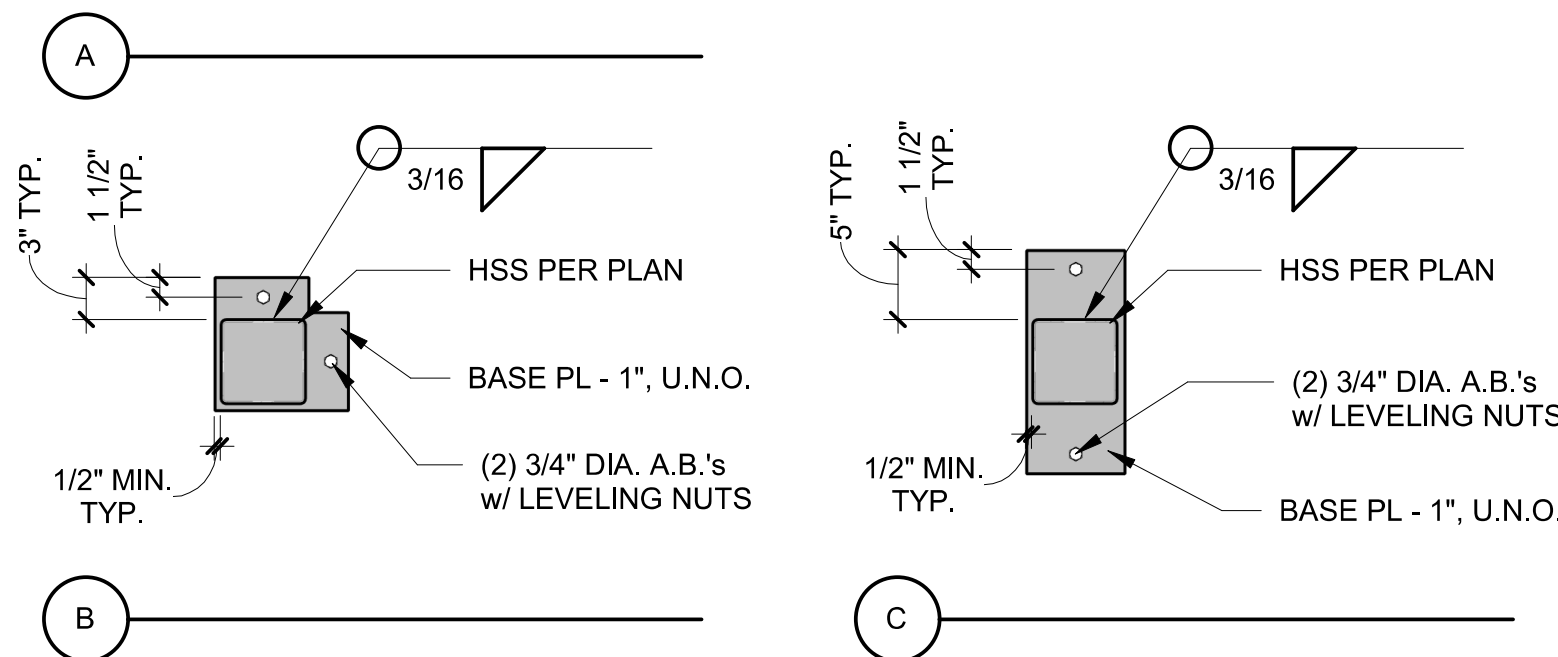 A
3" TYP.
1 1/2"
TYP.
3/16
HSS PER PLAN
BASE PL - 1", U.N.O.
(2) 3/4" DIA. A.B.'s
w/ LEVELING NUTS
1/2" MIN.
TYP.
B
5" TYP.
1 1/2"
TYP.
3/16
HSS PER PLAN
(2) 3/4" DIA. A.B.'s
w/ LEVELING NUTS
BASE PL - 1", U.N.O.
1/2" MIN.
TYP.
C